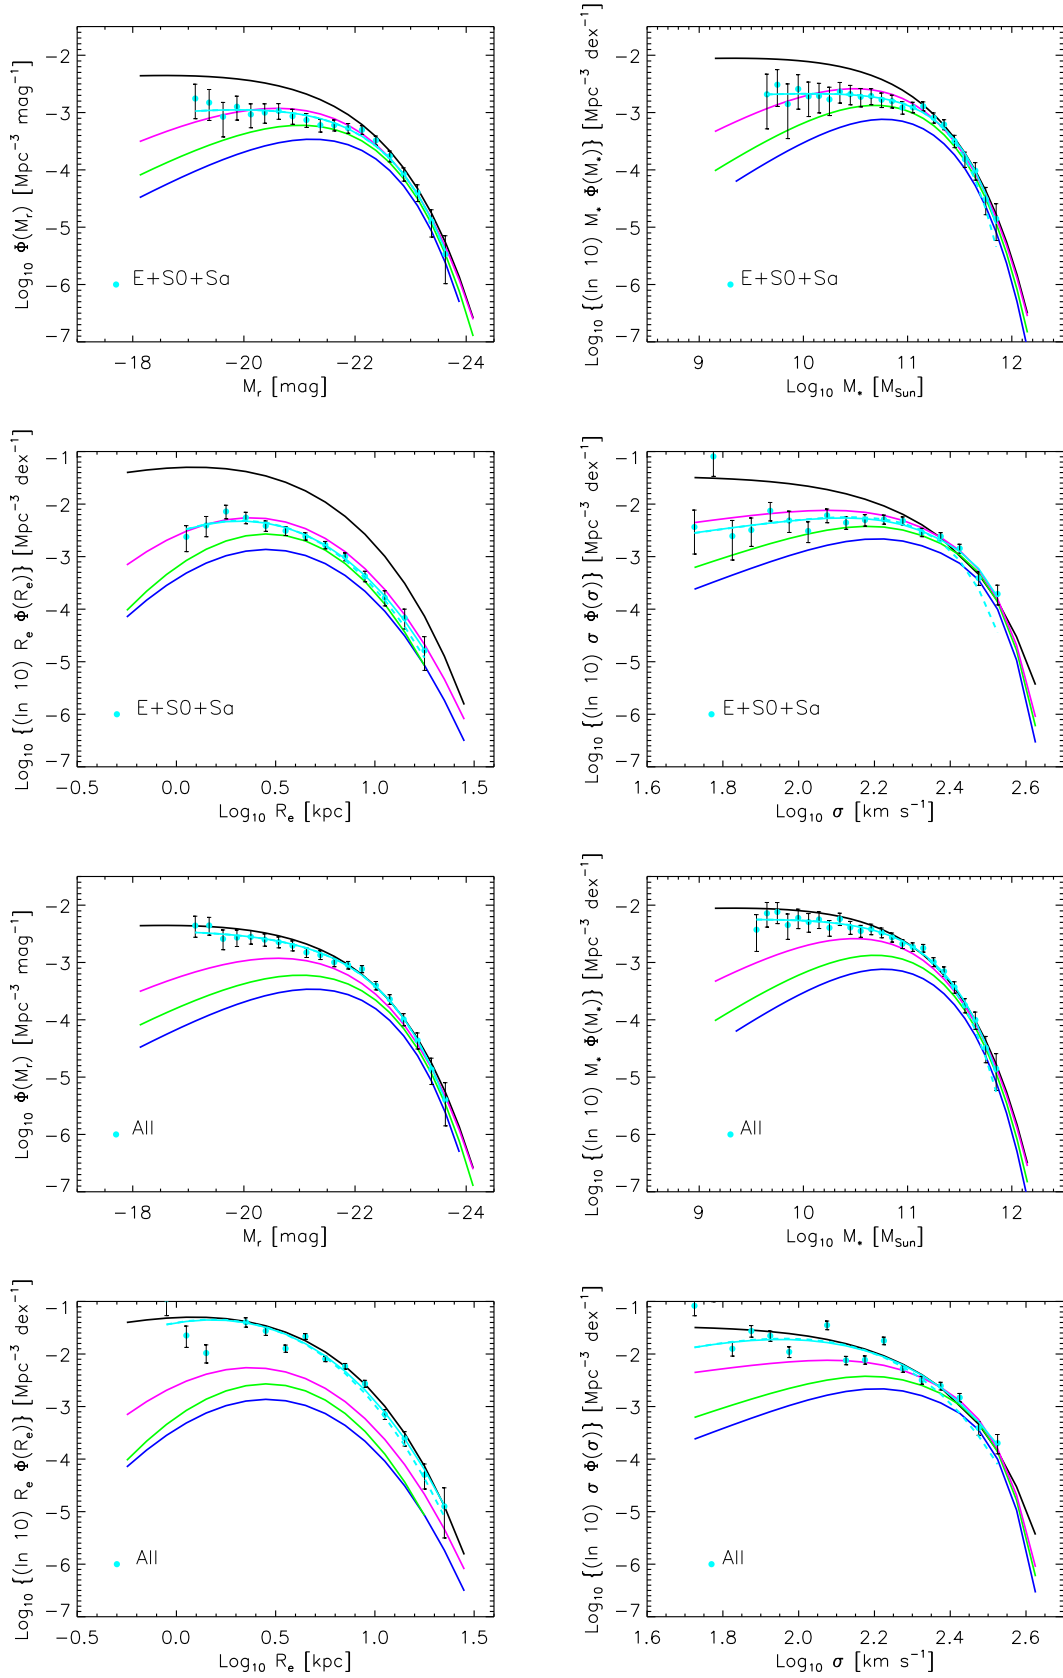 Log₁₀ Φ(Mᵣ) [Mpc⁻³ mag⁻¹]
−2
−3
−4
−5
−6
−7
E+S0+Sa
−18 −20 −22 −24
Mᵣ [mag]
Log₁₀ {(ln 10) M* Φ(M*)} [Mpc⁻³ dex⁻¹]
−2
−3
−4
−5
−6
−7
E+S0+Sa
9 10 11 12
Log₁₀ M* [M_Sun]
Log₁₀ {(ln 10) Rₑ Φ(Rₑ)} [Mpc⁻³ dex⁻¹]
−1
−2
−3
−4
−5
−6
−7
E+S0+Sa
−0.5 0.0 0.5 1.0 1.5
Log₁₀ Rₑ [kpc]
Log₁₀ {(ln 10) σ Φ(σ)} [Mpc⁻³ dex⁻¹]
−1
−2
−3
−4
−5
−6
−7
E+S0+Sa
1.6 1.8 2.0 2.2 2.4 2.6
Log₁₀ σ [km s⁻¹]
Log₁₀ Φ(Mᵣ) [Mpc⁻³ mag⁻¹]
−2
−3
−4
−5
−6
−7
All
−18 −20 −22 −24
Mᵣ [mag]
Log₁₀ {(ln 10) M* Φ(M*)} [Mpc⁻³ dex⁻¹]
−2
−3
−4
−5
−6
−7
All
9 10 11 12
Log₁₀ M* [M_Sun]
Log₁₀ {(ln 10) Rₑ Φ(Rₑ)} [Mpc⁻³ dex⁻¹]
−1
−2
−3
−4
−5
−6
−7
All
−0.5 0.0 0.5 1.0 1.5
Log₁₀ Rₑ [kpc]
Log₁₀ {(ln 10) σ Φ(σ)} [Mpc⁻³ dex⁻¹]
−1
−2
−3
−4
−5
−6
−7
All
1.6 1.8 2.0 2.2 2.4 2.6
Log₁₀ σ [km s⁻¹]